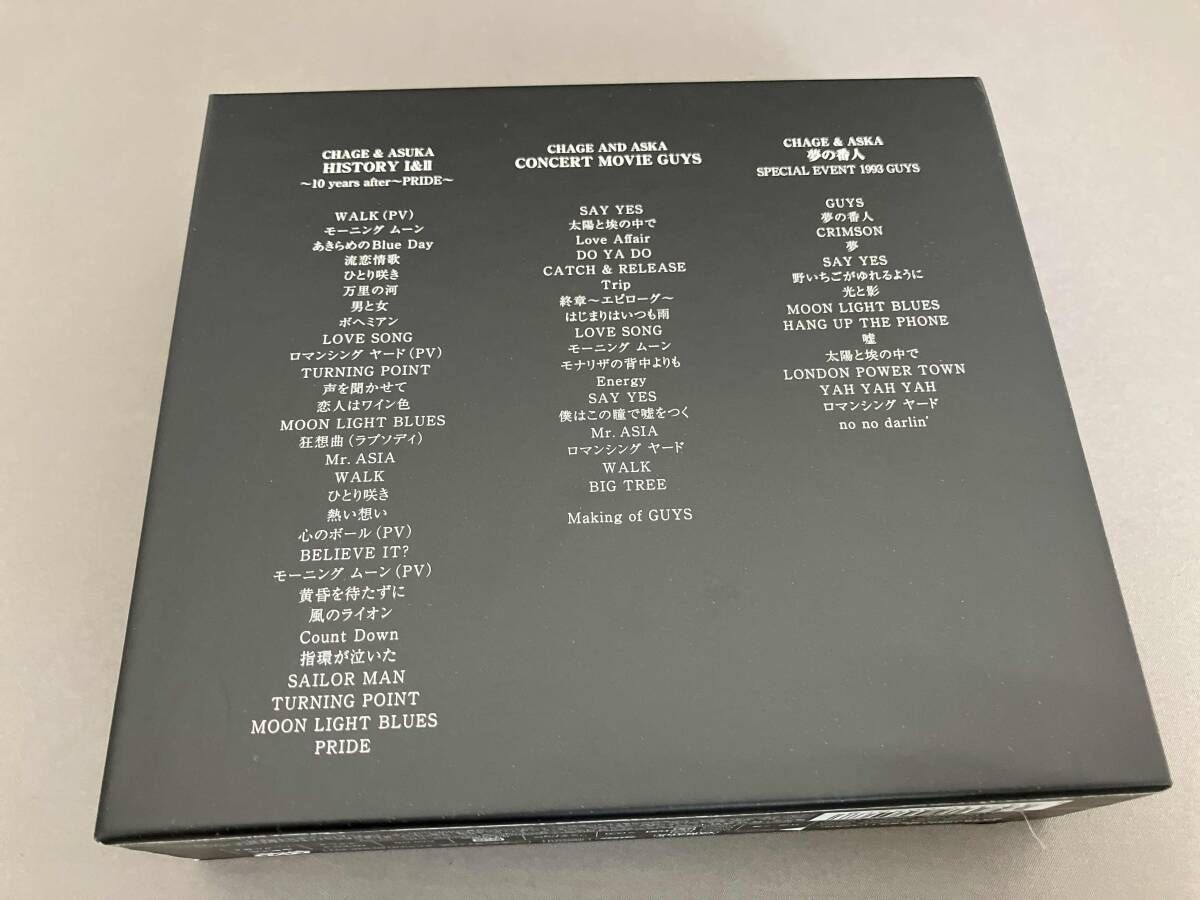 CHAGE & ASUKA
HISTORY I&II
~10 years after~PRIDE~
WALK (PV)
モーニング ムーン
あきらめのBlue Day
流恋情歌
ひとり咲き
万里の河
男と女
ボヘミアン
LOVE SONG
ロマンシング ヤード (PV)
TURNING POINT
声を聞かせて
恋人はワイン色
MOON LIGHT BLUES
狂想曲 (ラプソディ)
Mr. ASIA
WALK
ひとり咲き
熱い想い
心のボール (PV)
BELIEVE IT?
モーニング ムーン (PV)
黄昏を待たずに
風のライオン
Count Down
指環が泣いた
SAILOR MAN
TURNING POINT
MOON LIGHT BLUES
PRIDE
CHAGE AND ASKA
CONCERT MOVIE GUYS
SAY YES
太陽と埃の中で
Love Affair
DO YA DO
CATCH & RELEASE
Trip
終章~エピローグ~
はじまりはいつも雨
LOVE SONG
モーニング ムーン
モナリザの背中よりも
Energy
SAY YES
僕はこの瞳で嘘をつく
Mr. ASIA
ロマンシング ヤード
WALK
BIG TREE
Making of GUYS
CHAGE & ASKA
夢の番人
SPECIAL EVENT 1993 GUYS
GUYS
夢の番人
CRIMSON
夢
SAY YES
野いちごがゆれるように
光と影
MOON LIGHT BLUES
HANG UP THE PHONE
嘘
太陽と埃の中で
LONDON POWER TOWN
YAH YAH YAH
ロマンシング ヤード
no no darlin'